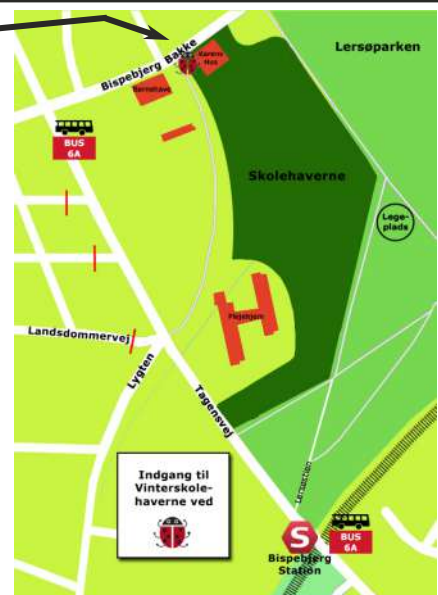 Lersøparken
Bispebjerg Bakke
Karens
Hus
Børnehave
BUS
6A
Skolehaverne
Lege-
plads
Plejehjem
Landsdommervej
Lygten
Tagensvej
Lersøstien
Indgang til
Vinterskole-
haverne ved
S
BUS
6A
Bispebjerg
Station